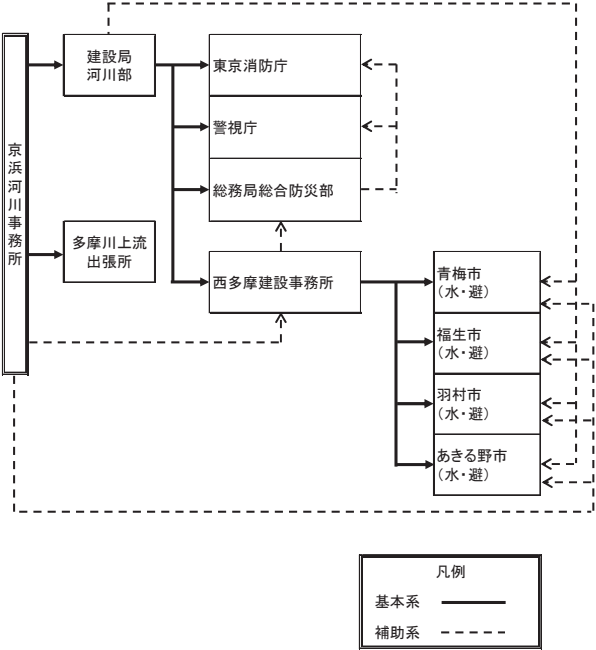 京浜河川事務所
建設局
河川部
多摩川上流
出張所
東京消防庁
警視庁
総務局総合防災部
西多摩建設事務所
青梅市
（水・避）
福生市
（水・避）
羽村市
（水・避）
あきる野市
（水・避）
凡例
基本系
補助系